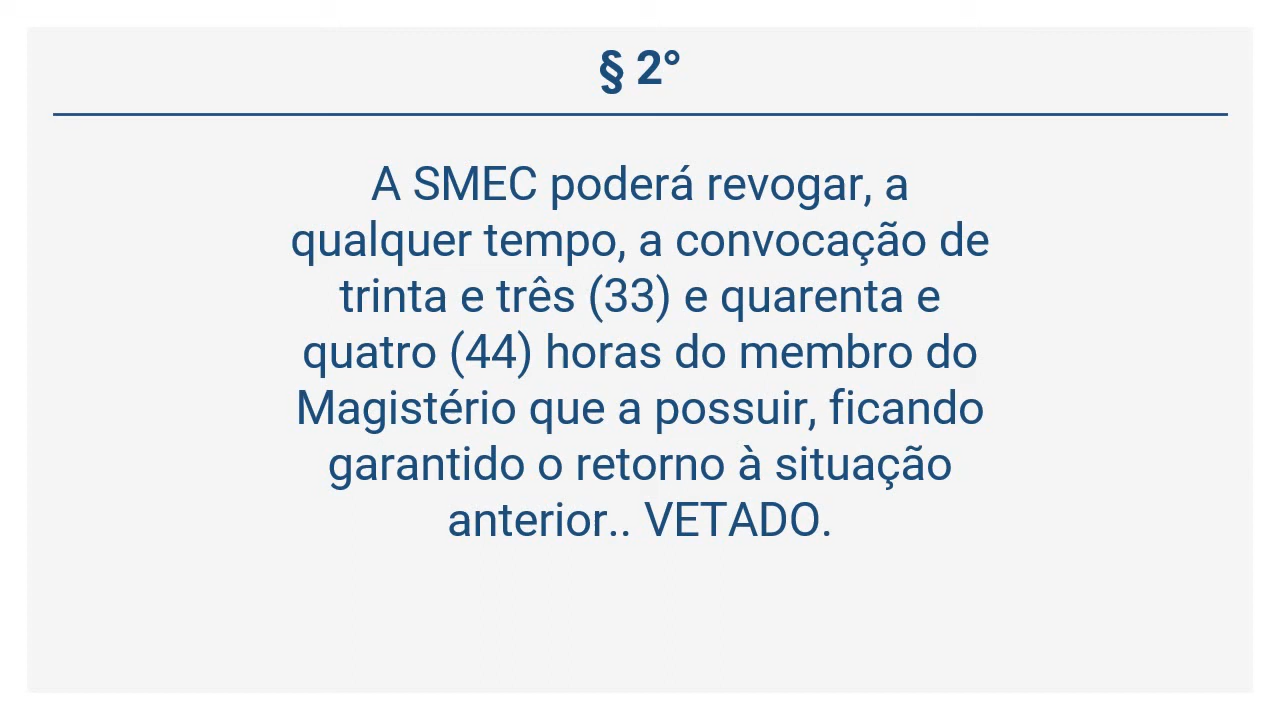 § 2°
A SMEC poderá revogar, a
qualquer tempo, a convocação de
trinta e três (33) e quarenta e
quatro (44) horas do membro do
Magistério que a possuir, ficando
garantido o retorno à situação
anterior.. VETADO.